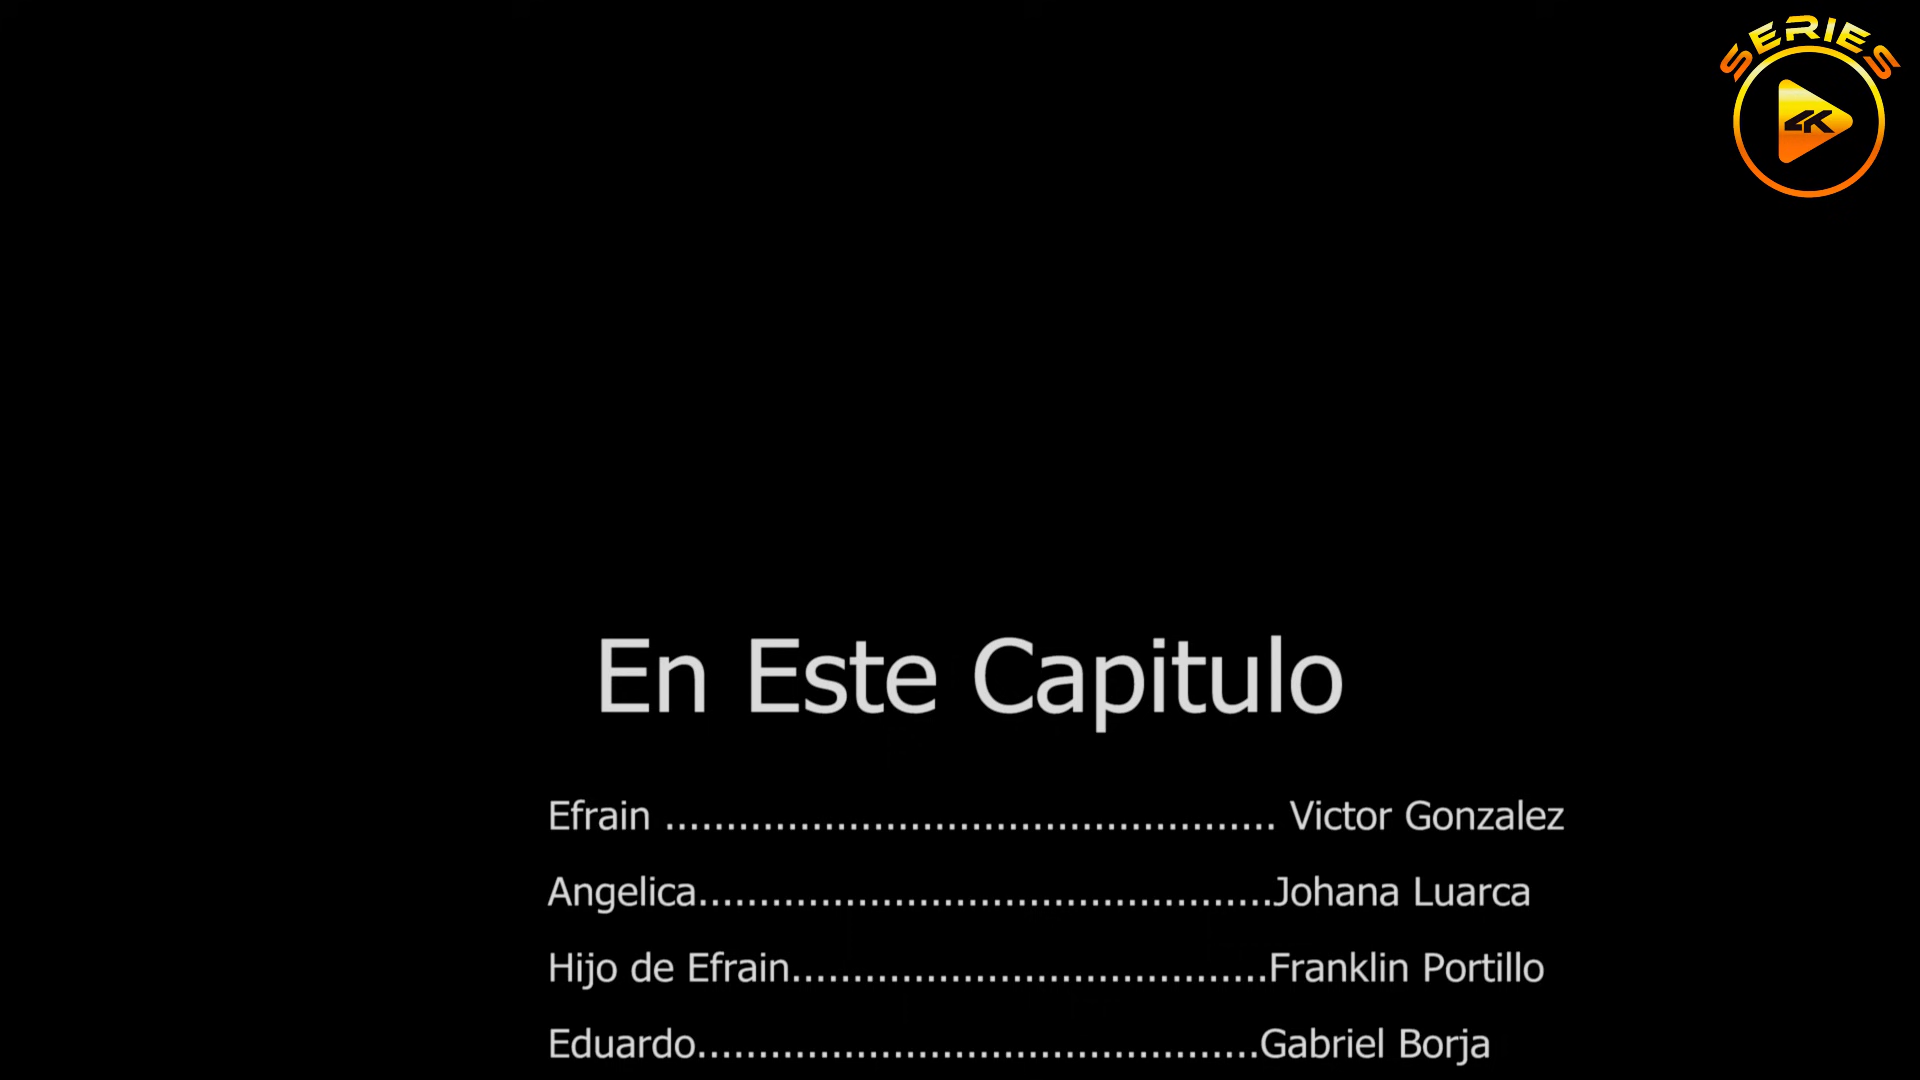 SERIES
4K
En Este Capitulo
Efrain .................................................. Victor Gonzalez
Angelica...............................................Johana Luarca
Hijo de Efrain.......................................Franklin Portillo
Eduardo..............................................Gabriel Borja